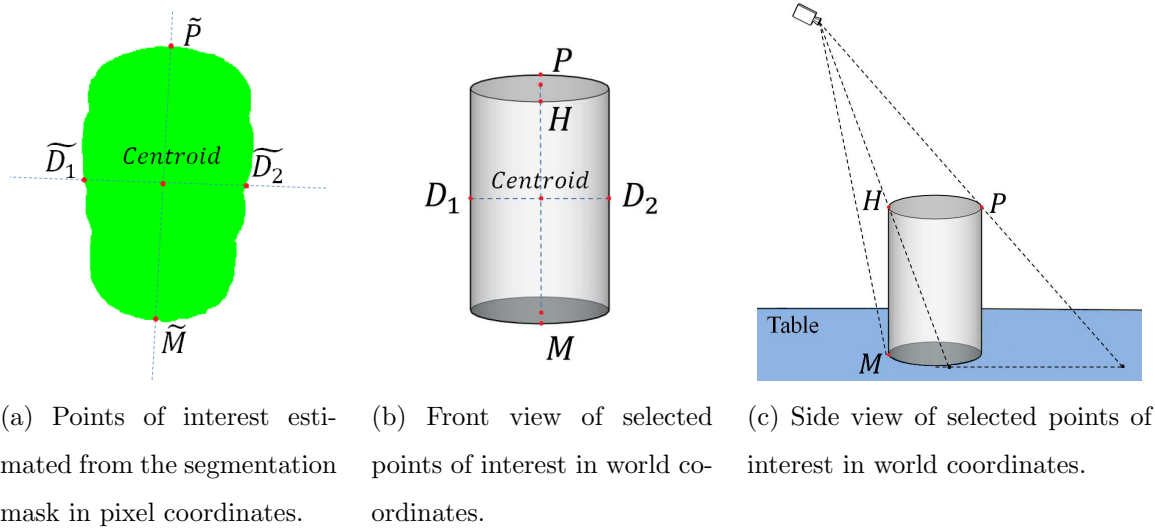 P̃
D̃₁
Centroid
D̃₂
M̃
P
H
D₁
Centroid
D₂
M
H
P
Table
M
(a) Points of interest esti-
mated from the segmentation
mask in pixel coordinates.
(b) Front view of selected
points of interest in world co-
ordinates.
(c) Side view of selected points of
interest in world coordinates.